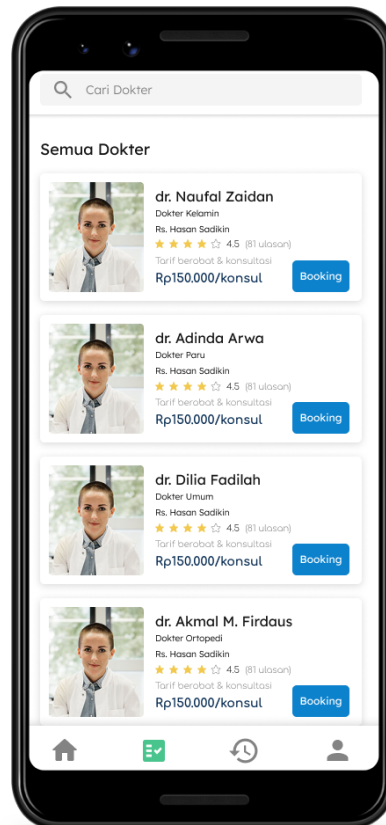 Cari Dokter
Semua Dokter
dr. Naufal Zaidan
Dokter Kelamin
Rs. Hasan Sadikin
4.5 (81 ulasan)
Tarif berobat & konsultasi
Rp150.000/konsul
Booking
dr. Adinda Arwa
Dokter Paru
Rs. Hasan Sadikin
4.5 (81 ulasan)
Tarif berobat & konsultasi
Rp150.000/konsul
Booking
dr. Dilia Fadilah
Dokter Umum
Rs. Hasan Sadikin
4.5 (81 ulasan)
Tarif berobat & konsultasi
Rp150.000/konsul
Booking
dr. Akmal M. Firdaus
Dokter Ortopedi
Rs. Hasan Sadikin
4.5 (81 ulasan)
Tarif berobat & konsultasi
Rp150.000/konsul
Booking